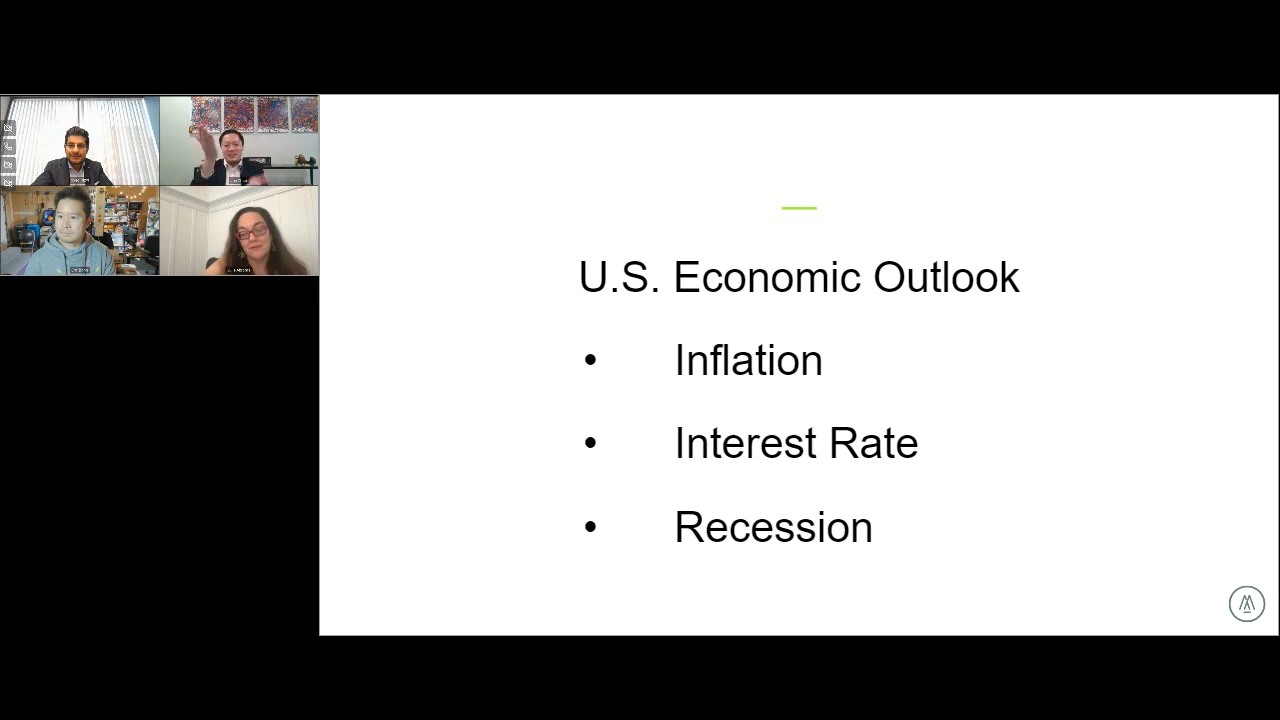 U.S. Economic Outlook
• Inflation
• Interest Rate
• Recession